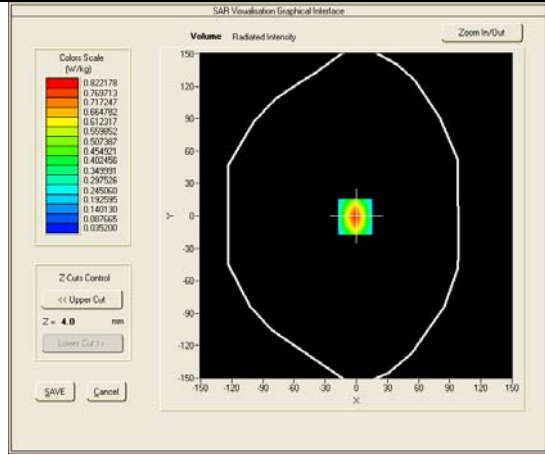 SAR Visualisation Graphical Interface
Volume Radiated Intensity
Zoom In/Out
Colors Scale
(W/kg)
0.822178
0.769713
0.717247
0.664782
0.612317
0.559852
0.507387
0.454921
0.402456
0.349991
0.297526
0.245060
0.192595
0.140130
0.087665
0.035200
Z Cuts Control
<< Upper Cut
Z = 4.0 mm
Lower Cut >>
SAVE Cancel
150
120
90
60
30
0
-30
-60
-90
-120
-150
Y
-150 -120 -90 -60 -30 0 30 60 90 120 150
X